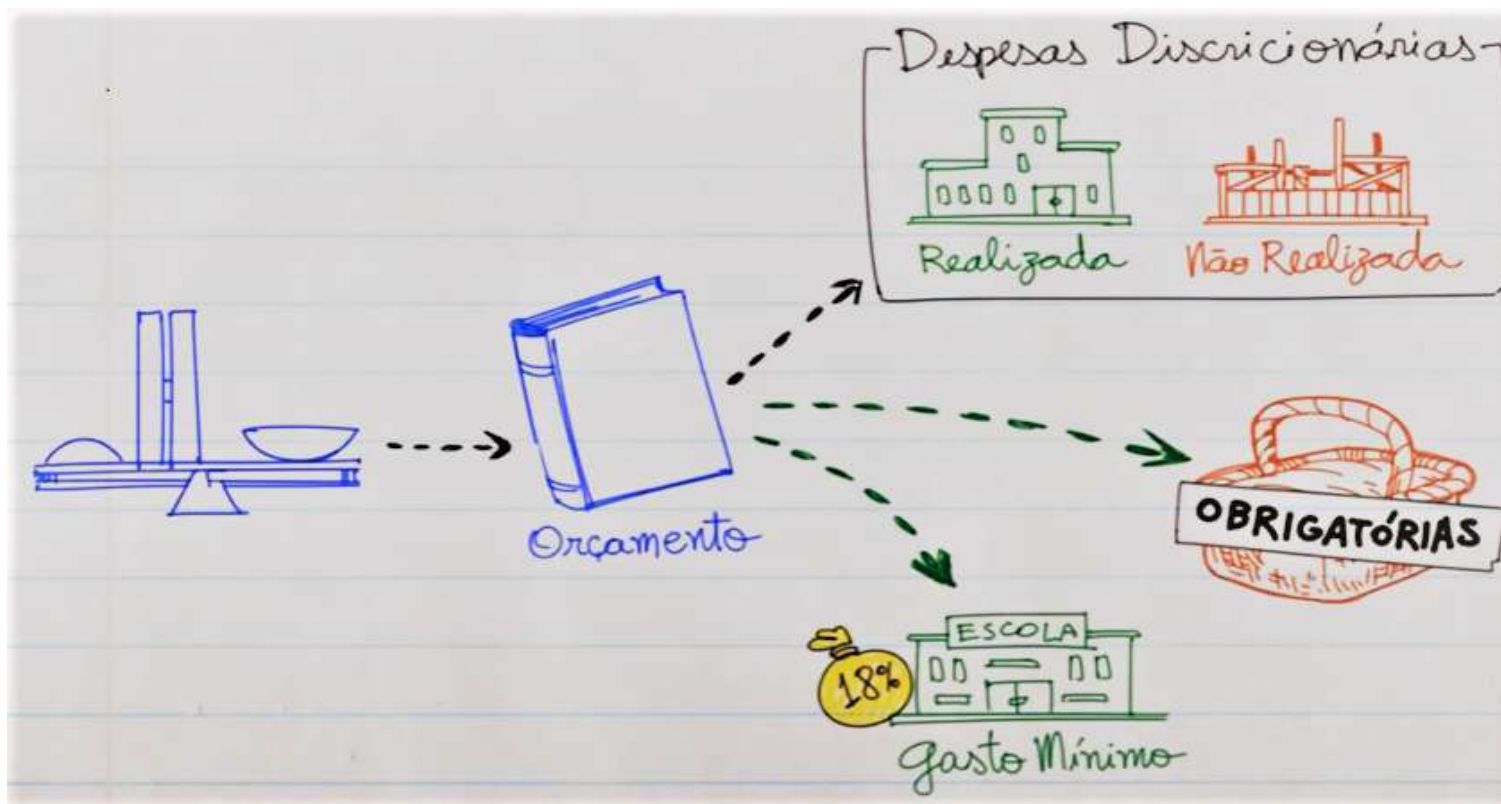 Despesas Discricionárias
Realizada
Não Realizada
Orçamento
OBRIGATÓRIAS
ESCOLA
18%
Gasto Mínimo